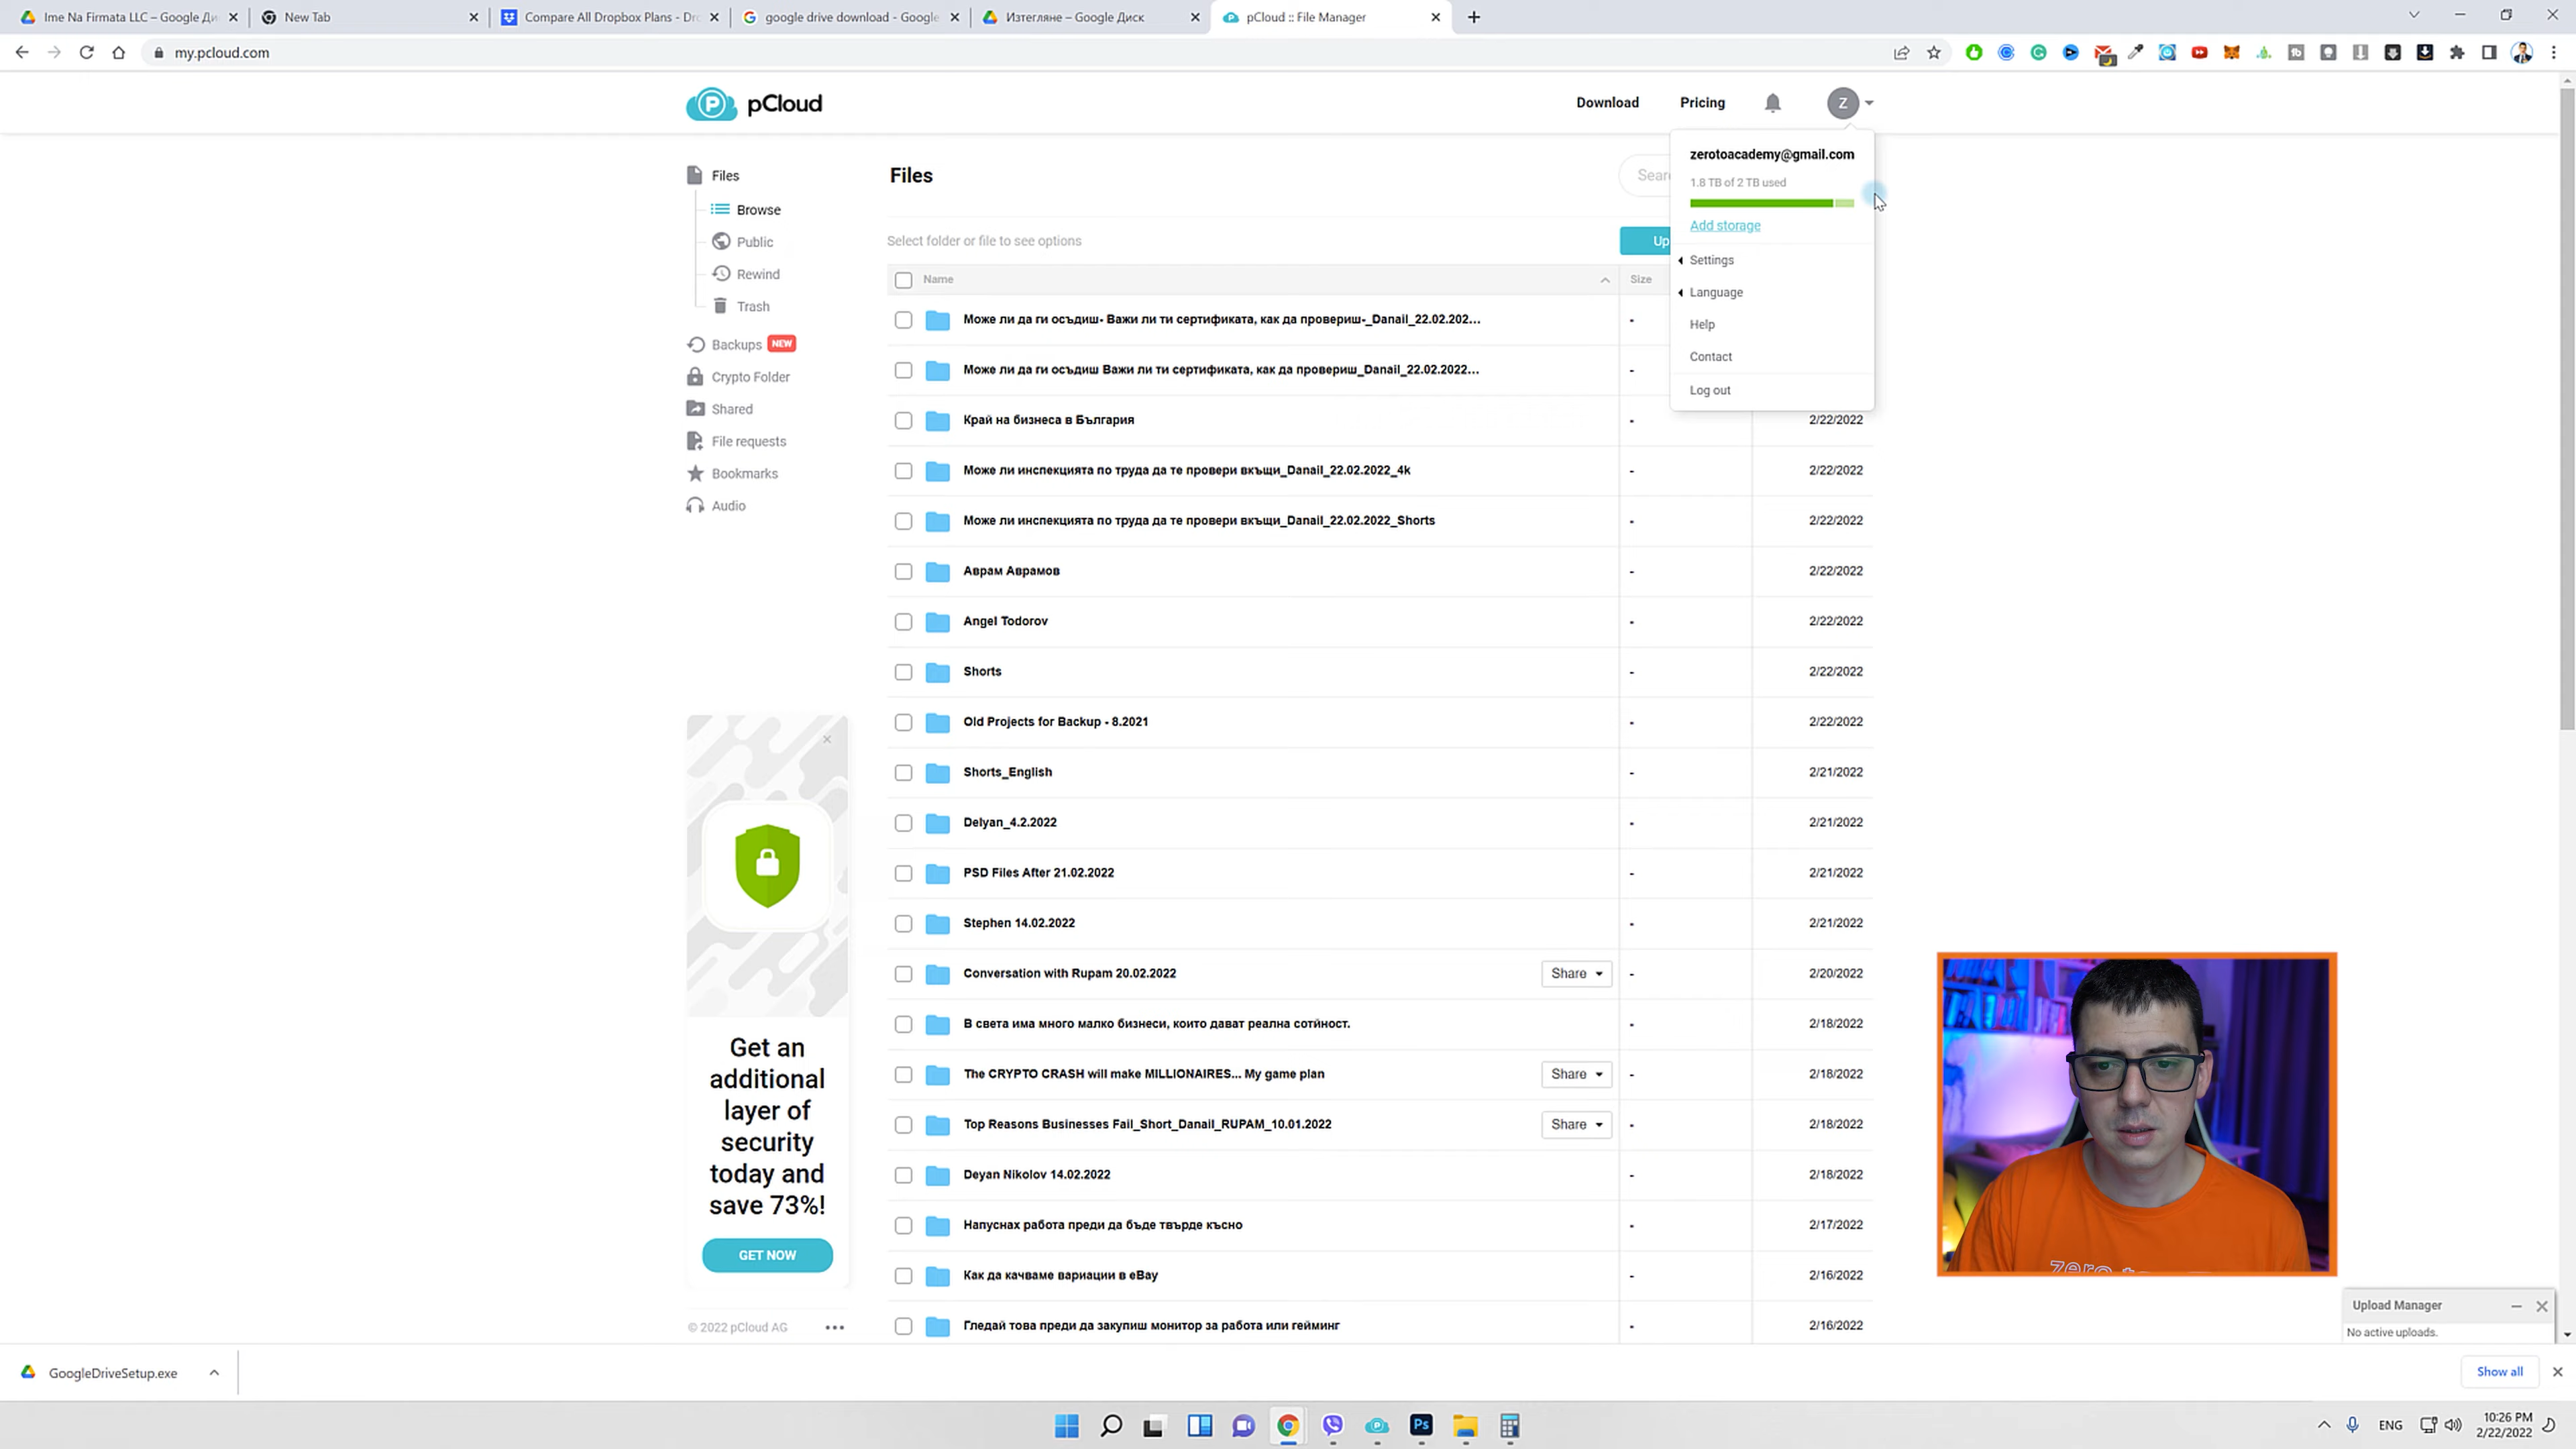 Ime Na Firmata LLC – Google Ди
New Tab
Compare All Dropbox Plans - Dro
google drive download - Google
Изтегляне – Google Диск
pCloud :: File Manager
my.pcloud.com
pCloud
Download
Pricing
Z
zerotoacademy@gmail.com
1.8 TB of 2 TB used
Add storage
Settings
Language
Help
Contact
Log out
Files
Browse
Public
Rewind
Trash
Backups NEW
Crypto Folder
Shared
File requests
Bookmarks
Audio
Files
Sear
Select folder or file to see options
Up
Name
Size
Може ли да ги осъдиш- Важи ли ти сертификата, как да провериш-_Danail_22.02.202... -
Може ли да ги осъдиш Важи ли ти сертификата, как да провериш_Danail_22.02.2022... -
Край на бизнеса в България - 2/22/2022
Може ли инспекцията по труда да те провери вкъщи_Danail_22.02.2022_4k - 2/22/2022
Може ли инспекцията по труда да те провери вкъщи_Danail_22.02.2022_Shorts - 2/22/2022
Аврам Аврамов - 2/22/2022
Angel Todorov - 2/22/2022
Shorts - 2/22/2022
Old Projects for Backup - 8.2021 - 2/22/2022
Shorts_English - 2/21/2022
Delyan_4.2.2022 - 2/21/2022
PSD Files After 21.02.2022 - 2/21/2022
Stephen 14.02.2022 - 2/21/2022
Conversation with Rupam 20.02.2022 Share - 2/20/2022
В света има много малко бизнеси, които дават реална сотйност. - 2/18/2022
The CRYPTO CRASH will make MILLIONAIRES... My game plan Share - 2/18/2022
Top Reasons Businesses Fail_Short_Danail_RUPAM_10.01.2022 Share - 2/18/2022
Deyan Nikolov 14.02.2022 - 2/18/2022
Напуснах работа преди да бъде твърде късно - 2/17/2022
Как да качваме вариации в eBay - 2/16/2022
Гледай това преди да закупиш монитор за работа или гейминг - 2/16/2022
Get an
additional
layer of
security
today and
save 73%!
GET NOW
© 2022 pCloud AG
Upload Manager
No active uploads.
GoogleDriveSetup.exe
Show all
Ps
ENG
10:26 PM
2/22/2022